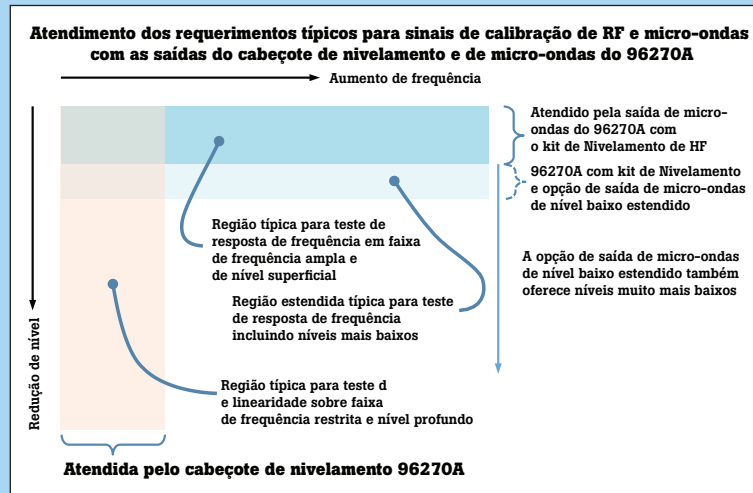 Atendimento dos requerimentos típicos para sinais de calibração de RF e micro-ondas
com as saídas do cabeçote de nivelamento e de micro-ondas do 96270A
Aumento de frequência
Redução de nível
Atendido pela saída de micro-
ondas do 96270A com
o kit de Nivelamento de HF
96270A com kit de Nivelamento
e opção de saída de micro-ondas
de nível baixo estendido
Região típica para teste de
resposta de frequência em faixa
de frequência ampla e
de nível superficial
A opção de saída de micro-ondas
de nível baixo estendido também
oferece níveis muito mais baixos
Região estendida típica para teste
de resposta de frequência
incluindo níveis mais baixos
Região típica para teste d
e linearidade sobre faixa
de frequência restrita e nível profundo
Atendida pelo cabeçote de nivelamento 96270A